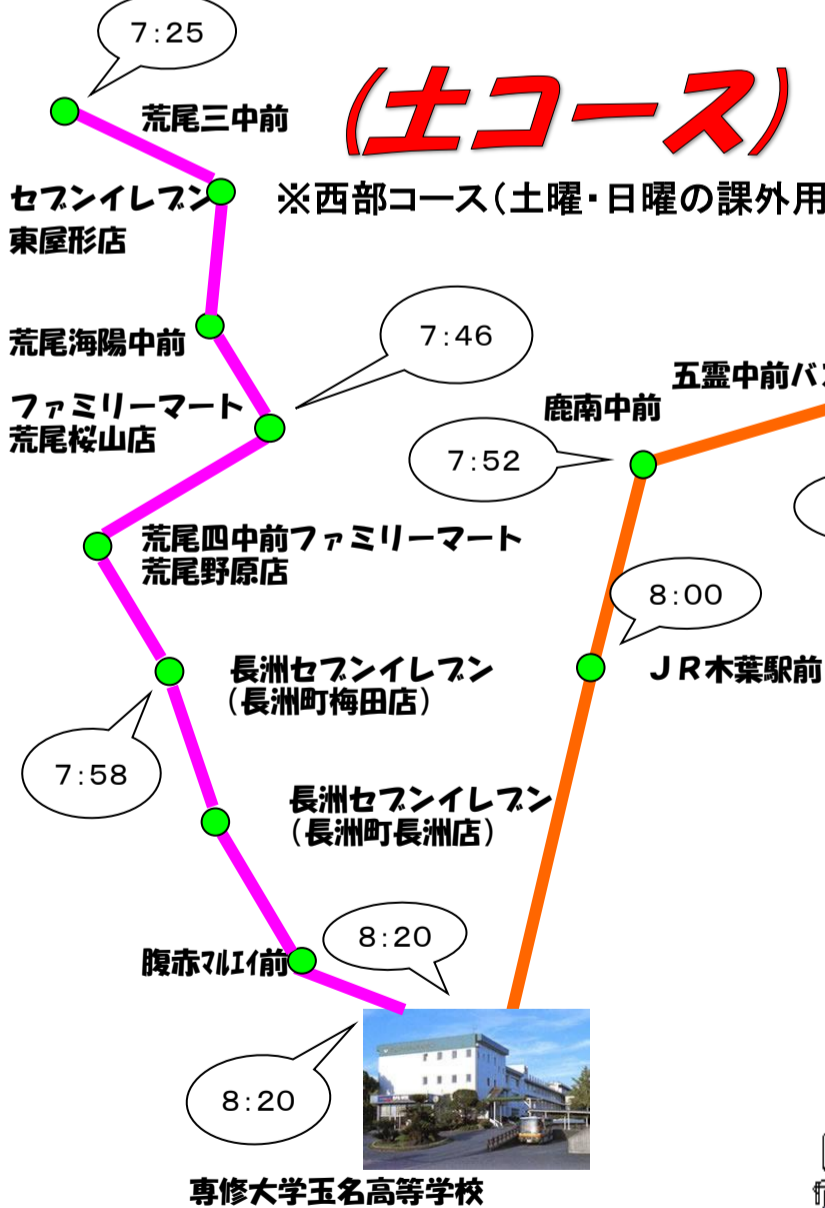 7:25
(土コース)
荒尾三中前
※西部コース(土曜・日曜の課外用
セブンイレブン
東屋形店
荒尾海陽中前
7:46
五霊中前バス
鹿南中前
ファミリーマート
荒尾桜山店
7:52
荒尾四中前ファミリーマート
荒尾野原店
8:00
長洲セブンイレブン
(長洲町梅田店)
JR木葉駅前
7:58
長洲セブンイレブン
(長洲町長洲店)
8:20
腹赤マルエイ前
8:20
専修大学玉名高等学校